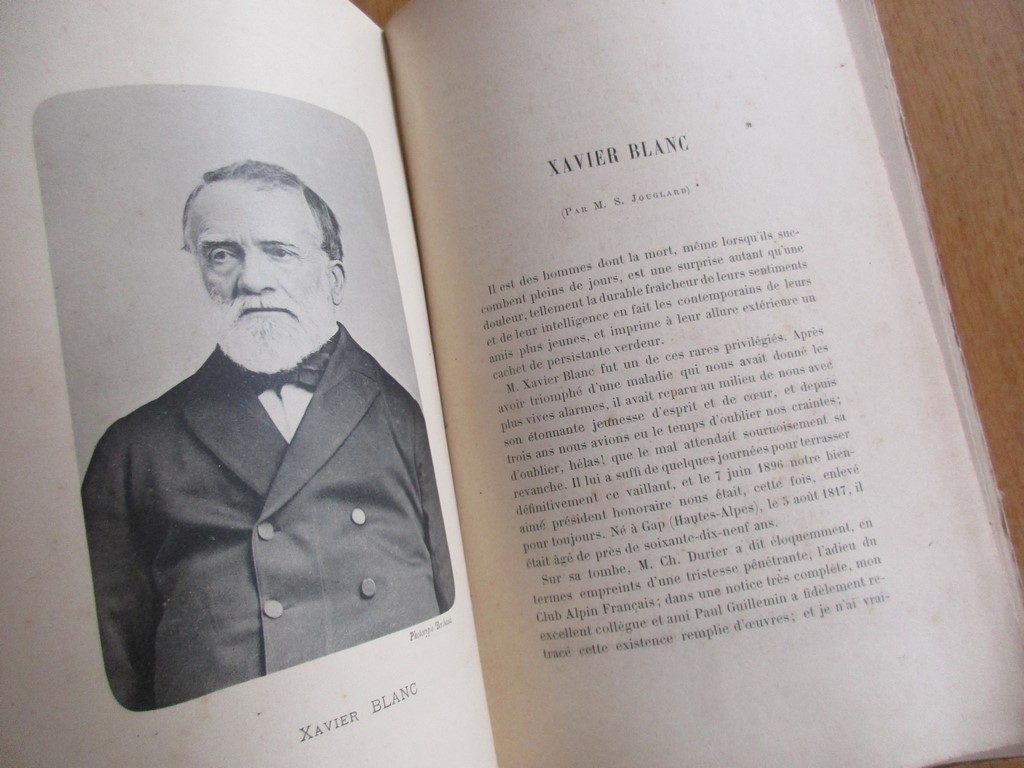 Phototypie Berthaud
XAVIER BLANC
XAVIER BLANC
(PAR M. S. JOUGLARD)
Il est des hommes dont la mort, même lorsqu'ils suc-
combent pleins de jours, est une surprise autant qu'une
douleur, tellement la durable fraîcheur de leurs sentiments
et de leur intelligence en fait les contemporains de leurs
amis plus jeunes, et imprime à leur allure extérieure un
cachet de persistante verdeur.
M. Xavier Blanc fut un de ces rares privilégiés. Après
avoir triomphé d'une maladie qui nous avait donné les
plus vives alarmes, il avait reparu au milieu de nous avec
son étonnante jeunesse d'esprit et de cœur, et depuis
trois ans nous avions eu le temps d'oublier nos craintes;
d'oublier, hélas! que le mal attendait sournoisement sa
revanche. Il lui a suffi de quelques journées pour terrasser
définitivement ce vaillant, et le 7 juin 1896 notre bien-
aimé président honoraire nous était, cette fois, enlevé
pour toujours. Né à Gap (Hautes-Alpes), le 5 août 1817, il
était âgé de près de soixante-dix-neuf ans.
Sur sa tombe, M. Ch. Durier a dit éloquemment, en
termes empreints d'une tristesse pénétrante, l'adieu du
Club Alpin Français; dans une notice très complète, mon
excellent collègue et ami Paul Guillemin a fidèlement re-
tracé cette existence remplie d'œuvres; et je n'ai vrai-